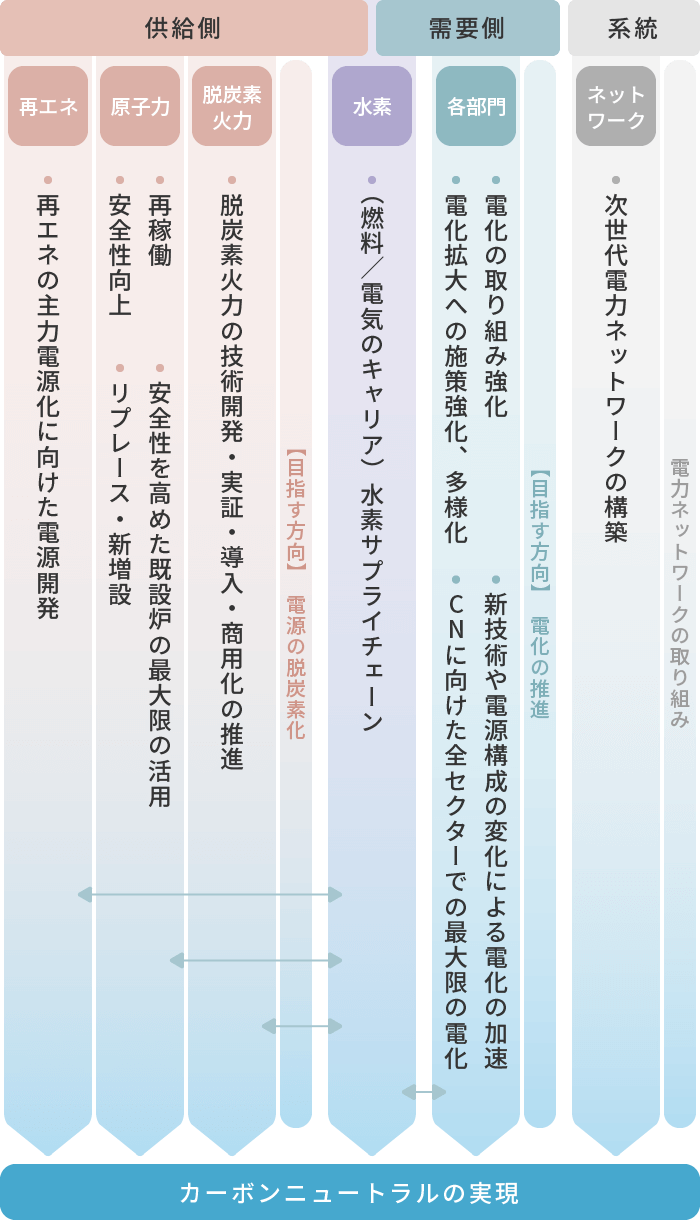 供給側
需要側
系統
再エネ
原子力
脱炭素
火力
水素
各部門
ネット
ワーク
再エネの主力電源化に向けた電源開発
再稼働
安全性向上
安全性を高めた既設炉の最大限の活用
リプレース・新増設
脱炭素火力の技術開発・実証・導入・商用化の推進
【目指す方向】 電源の脱炭素化
（燃料／電気のキャリア）水素サプライチェーン
電化の取り組み強化
電化拡大への施策強化、多様化
新技術や電源構成の変化による電化の加速
CNに向けた全セクターでの最大限の電化
【目指す方向】 電化の推進
次世代電力ネットワークの構築
電力ネットワークの取り組み
カーボンニュートラルの実現